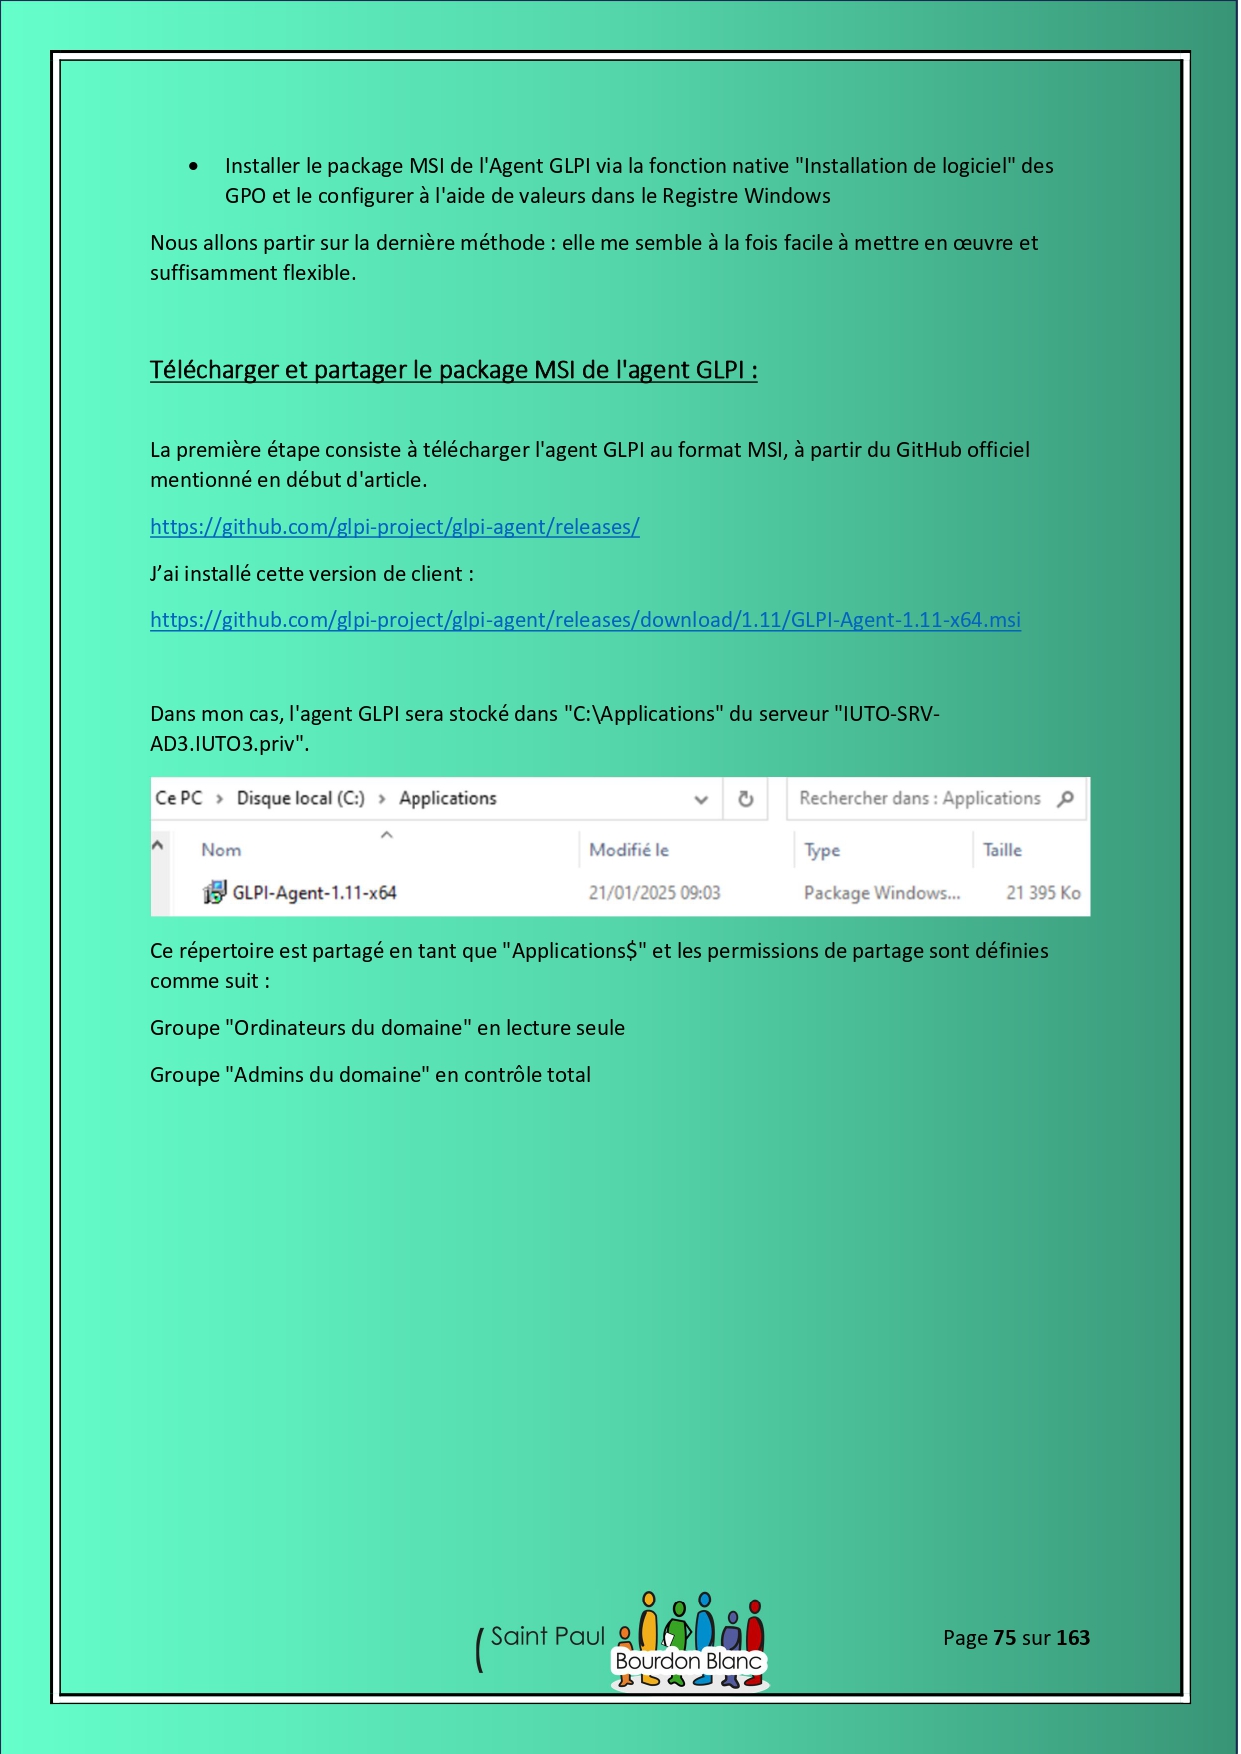 • Installer le package MSI de l'Agent GLPI via la fonction native "Installation de logiciel" des
GPO et le configurer à l'aide de valeurs dans le Registre Windows
Nous allons partir sur la dernière méthode : elle me semble à la fois facile à mettre en œuvre et
suffisamment flexible.
Télécharger et partager le package MSI de l'agent GLPI :
La première étape consiste à télécharger l'agent GLPI au format MSI, à partir du GitHub officiel
mentionné en début d'article.
https://github.com/glpi-project/glpi-agent/releases/
J’ai installé cette version de client :
https://github.com/glpi-project/glpi-agent/releases/download/1.11/GLPI-Agent-1.11-x64.msi
Dans mon cas, l'agent GLPI sera stocké dans "C:\Applications" du serveur "IUTO-SRV-
AD3.IUTO3.priv".
Ce PC > Disque local (C:) > Applications Rechercher dans : Applications
Nom Modifié le Type Taille
GLPI-Agent-1.11-x64 21/01/2025 09:03 Package Windows... 21 395 Ko
Ce répertoire est partagé en tant que "Applications$" et les permissions de partage sont définies
comme suit :
Groupe "Ordinateurs du domaine" en lecture seule
Groupe "Admins du domaine" en contrôle total
Saint Paul
Bourdon Blanc
Page 75 sur 163